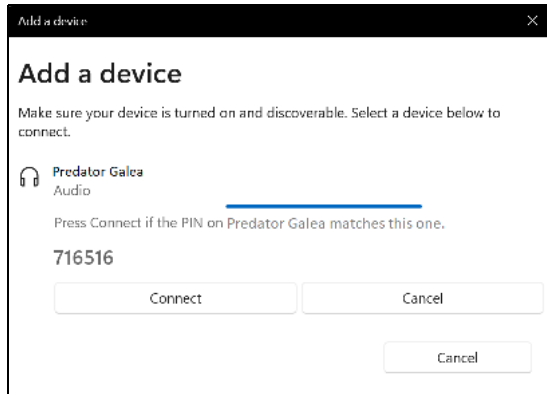 Add a device
Add a device
Make sure your device is turned on and discoverable. Select a device below to
connect.
Predator Galea
Audio
Press Connect if the PIN on Predator Galea matches this one.
716516
Connect
Cancel
Cancel